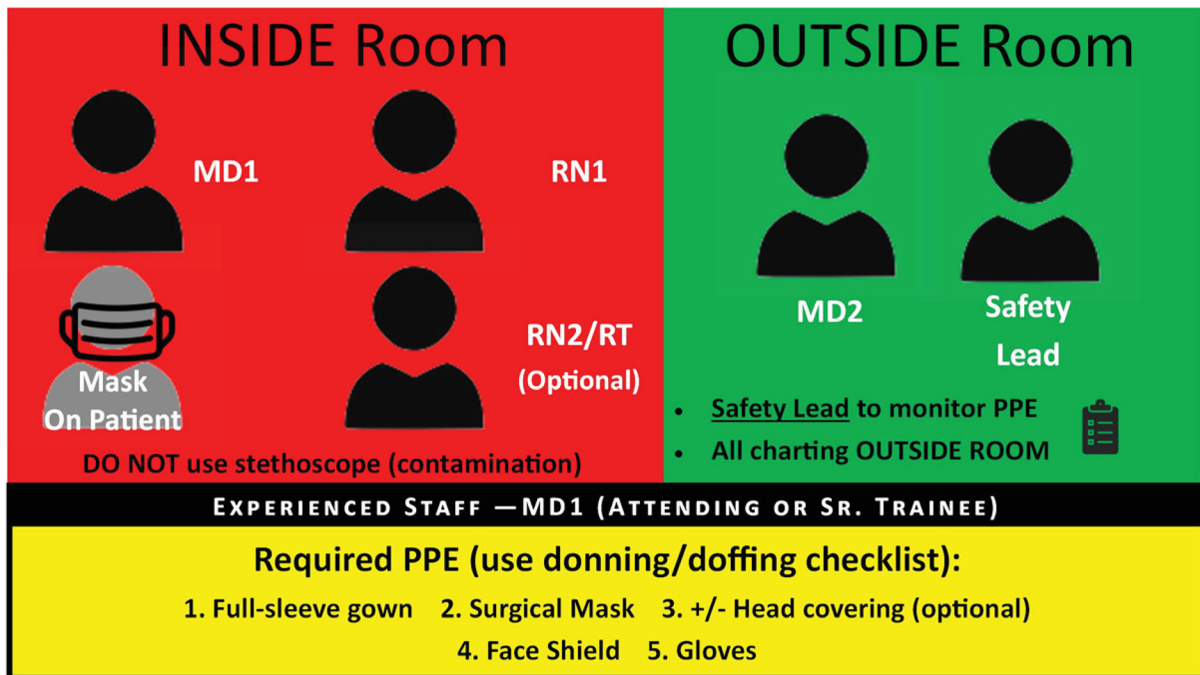 INSIDE Room
MD1
RN1
Mask
On Patient
RN2/RT
(Optional)
DO NOT use stethoscope (contamination)
OUTSIDE Room
MD2
Safety
Lead
• Safety Lead to monitor PPE
• All charting OUTSIDE ROOM
EXPERIENCED STAFF —MD1 (ATTENDING OR SR. TRAINEE)
Required PPE (use donning/doffing checklist):
1. Full-sleeve gown 2. Surgical Mask 3. +/- Head covering (optional)
4. Face Shield 5. Gloves